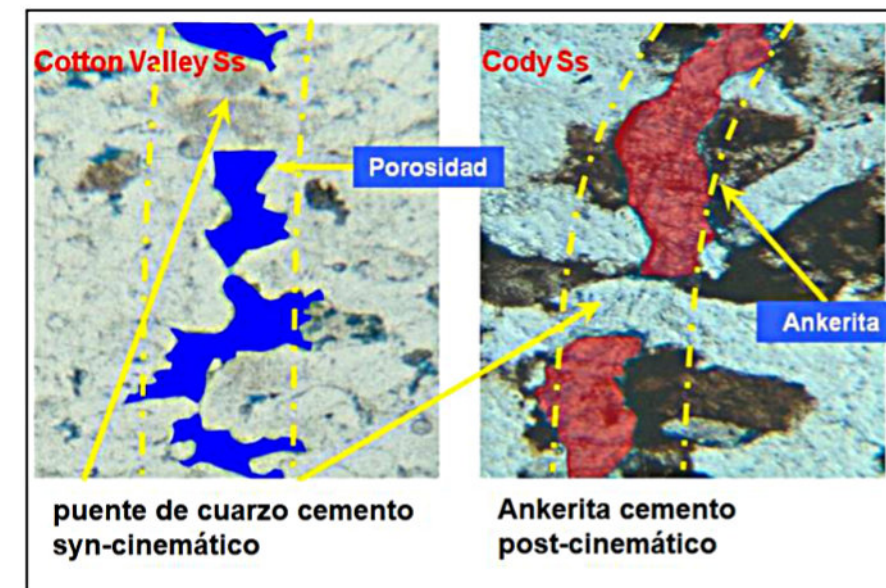 Cotton Valley Ss
Cody Ss
Porosidad
Ankerita
puente de cuarzo cemento
syn-cinemático
Ankerita cemento
post-cinemático